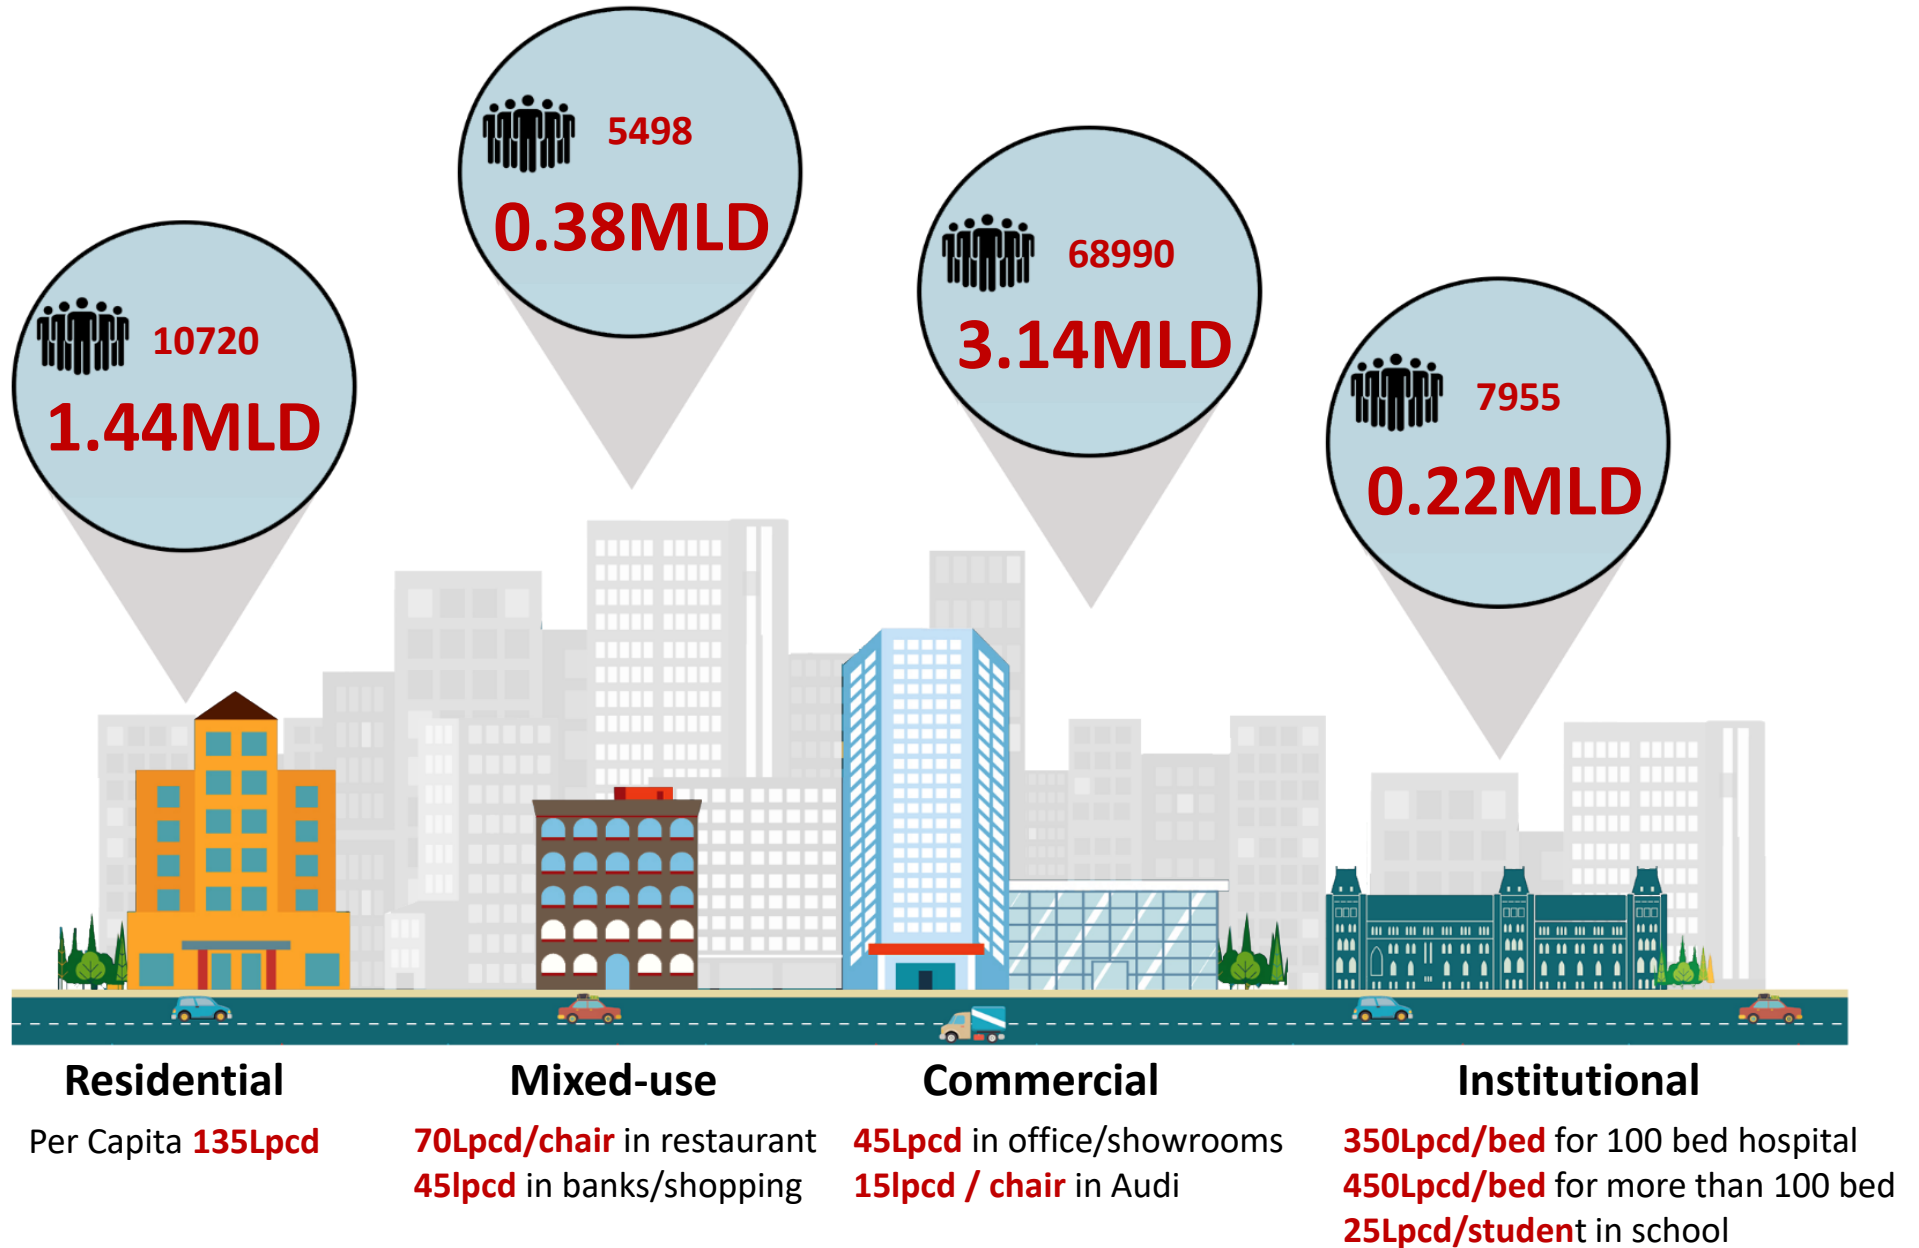 5498
0.38MLD
68990
3.14MLD
10720
1.44MLD
7955
0.22MLD
Residential
Per Capita 135Lpcd
Mixed-use
70Lpcd/chair in restaurant
45lpcd in banks/shopping
Commercial
45Lpcd in office/showrooms
15lpcd / chair in Audi
Institutional
350Lpcd/bed for 100 bed hospital
450Lpcd/bed for more than 100 bed
25Lpcd/student in school